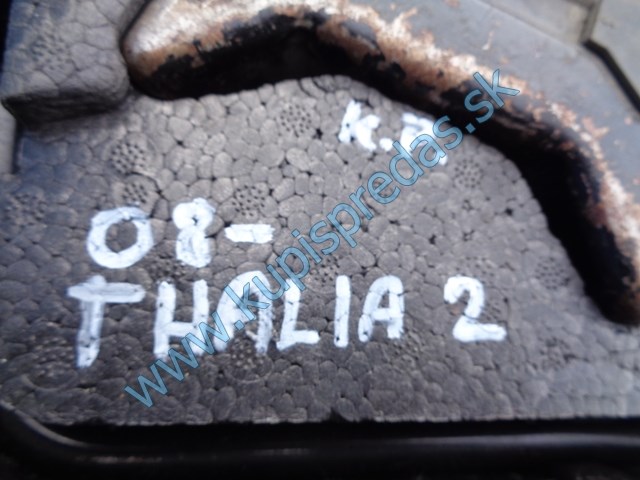 K.P.
08-
THALIA 2
www.kupispredas.sk